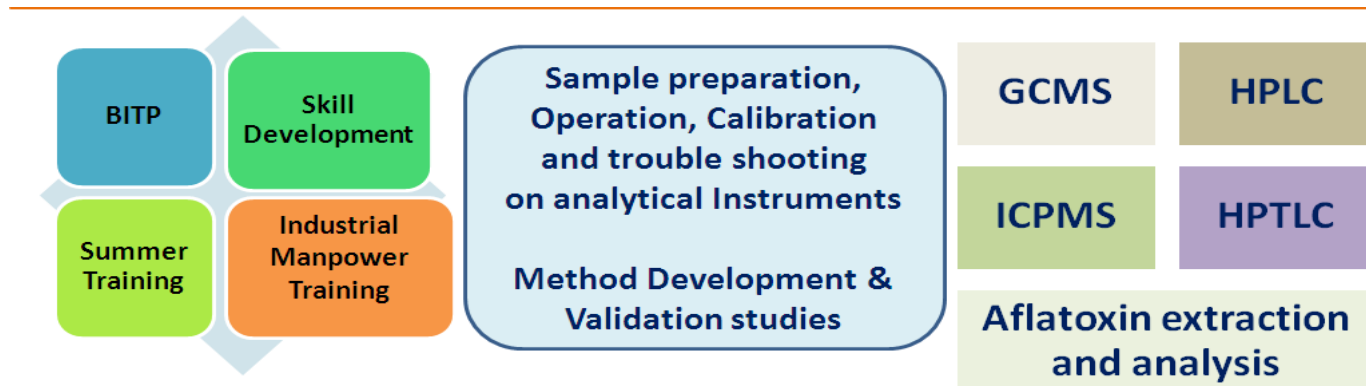 BITP
Skill
Development
Summer
Training
Industrial
Manpower
Training
Sample preparation,
Operation, Calibration
and trouble shooting
on analytical Instruments
Method Development &
Validation studies
GCMS
HPLC
ICPMS
HPTLC
Aflatoxin extraction
and analysis